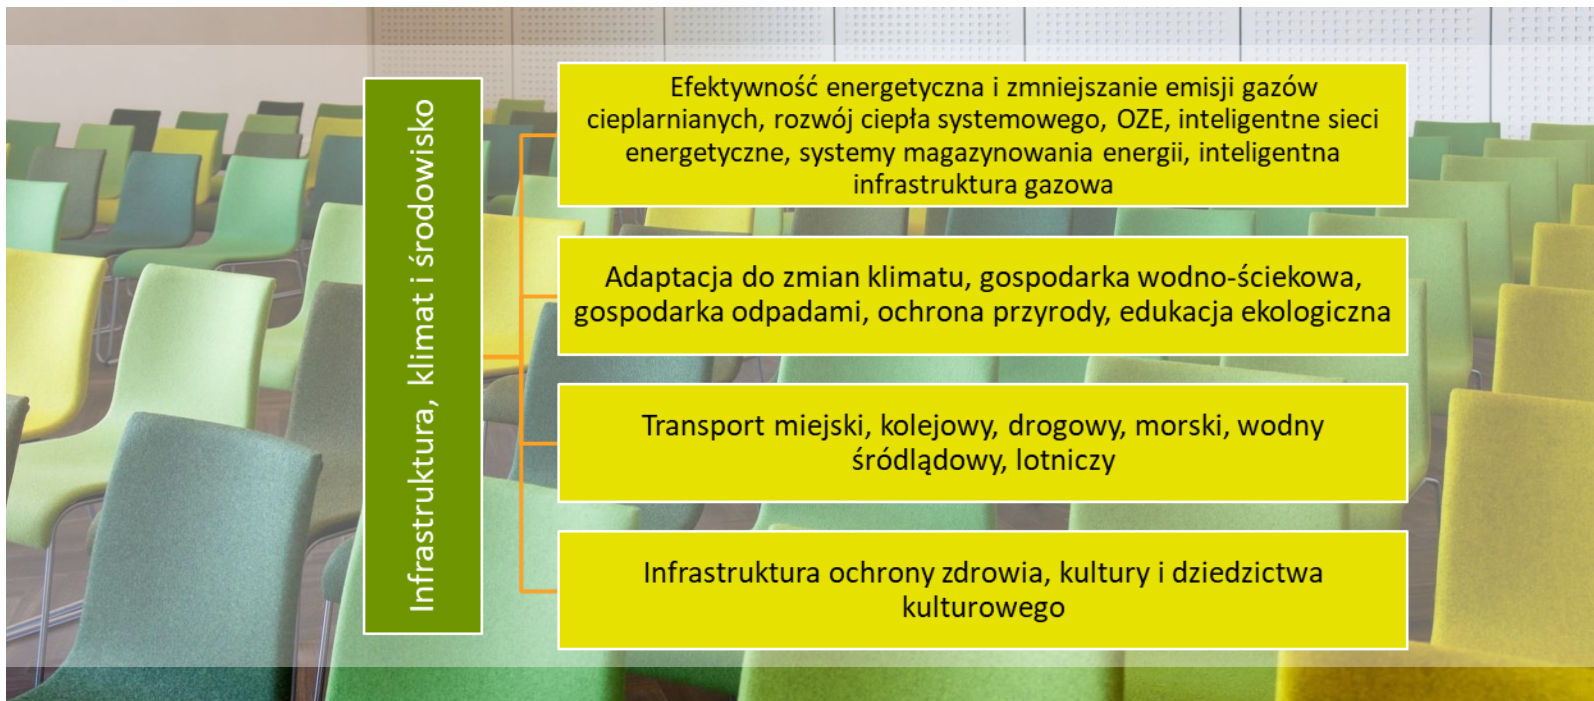 Infrastruktura, klimat i środowisko
Efektywność energetyczna i zmniejszanie emisji gazów
cieplarnianych, rozwój ciepła systemowego, OZE, inteligentne sieci
energetyczne, systemy magazynowania energii, inteligentna
infrastruktura gazowa
Adaptacja do zmian klimatu, gospodarka wodno-ściekowa,
gospodarka odpadami, ochrona przyrody, edukacja ekologiczna
Transport miejski, kolejowy, drogowy, morski, wodny
śródlądowy, lotniczy
Infrastruktura ochrony zdrowia, kultury i dziedzictwa
kulturowego